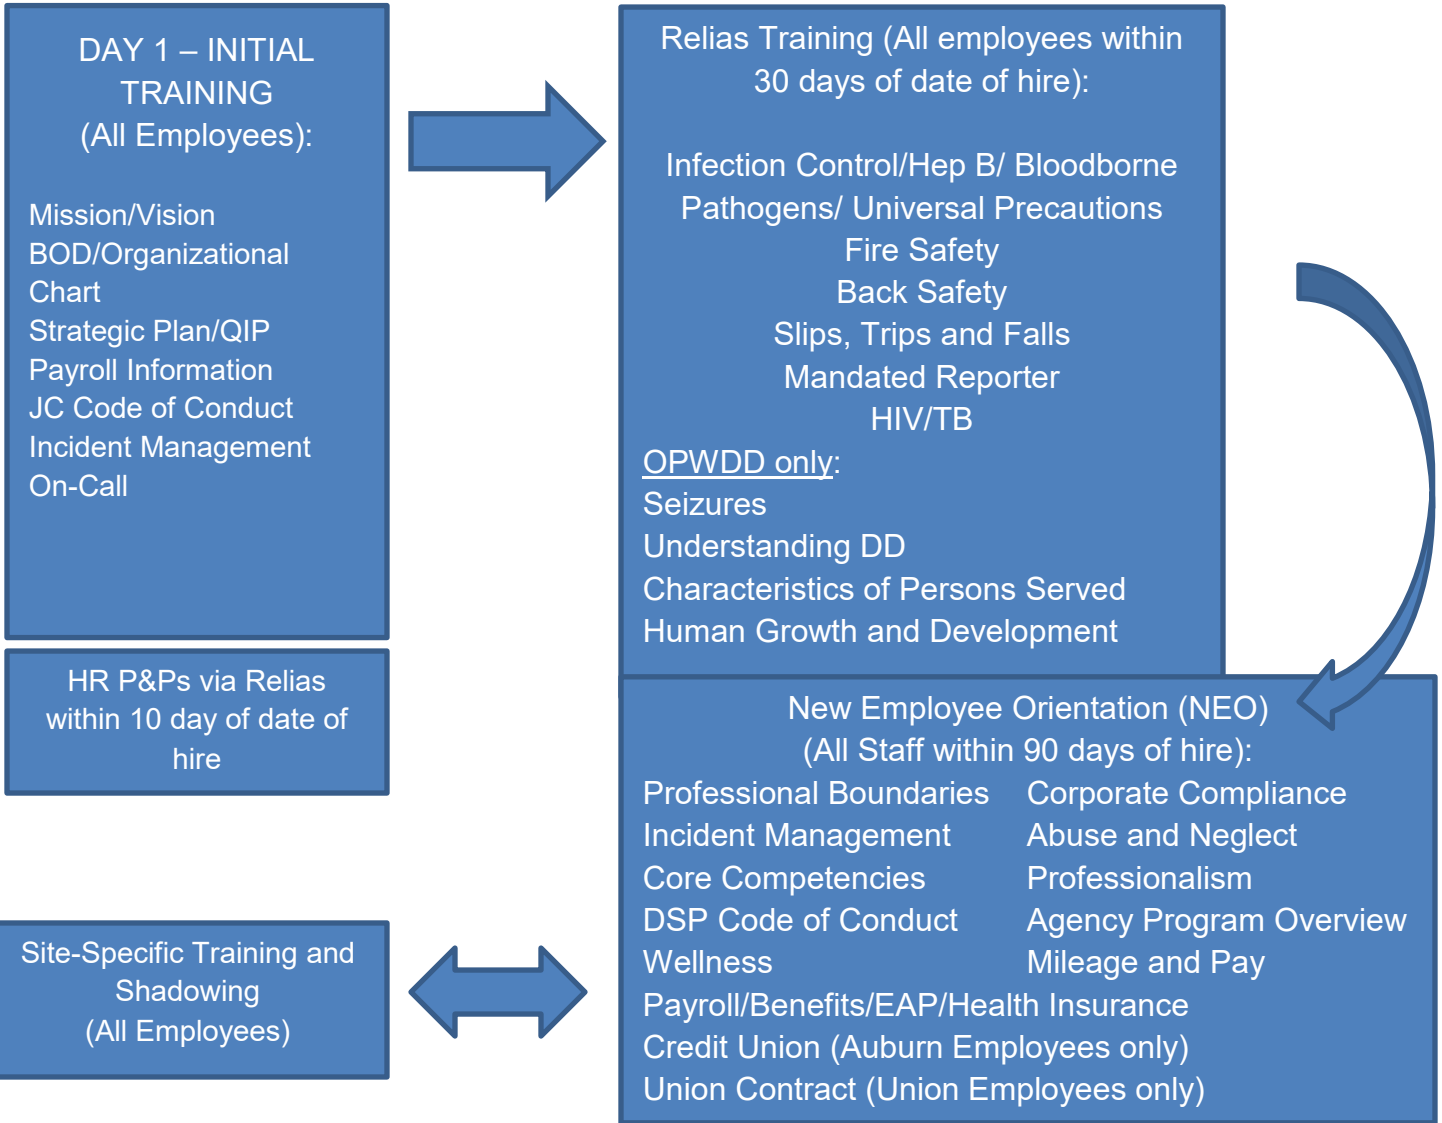 DAY 1 – INITIAL
TRAINING
(All Employees):
Mission/Vision
BOD/Organizational
Chart
Strategic Plan/QIP
Payroll Information
JC Code of Conduct
Incident Management
On-Call
HR P&Ps via Relias
within 10 day of date of
hire
Relias Training (All employees within
30 days of date of hire):
Infection Control/Hep B/ Bloodborne
Pathogens/ Universal Precautions
Fire Safety
Back Safety
Slips, Trips and Falls
Mandated Reporter
HIV/TB
OPWDD only:
Seizures
Understanding DD
Characteristics of Persons Served
Human Growth and Development
New Employee Orientation (NEO)
(All Staff within 90 days of hire):
Professional Boundaries Corporate Compliance
Incident Management Abuse and Neglect
Core Competencies Professionalism
DSP Code of Conduct Agency Program Overview
Wellness Mileage and Pay
Payroll/Benefits/EAP/Health Insurance
Credit Union (Auburn Employees only)
Union Contract (Union Employees only)
Site-Specific Training and
Shadowing
(All Employees)